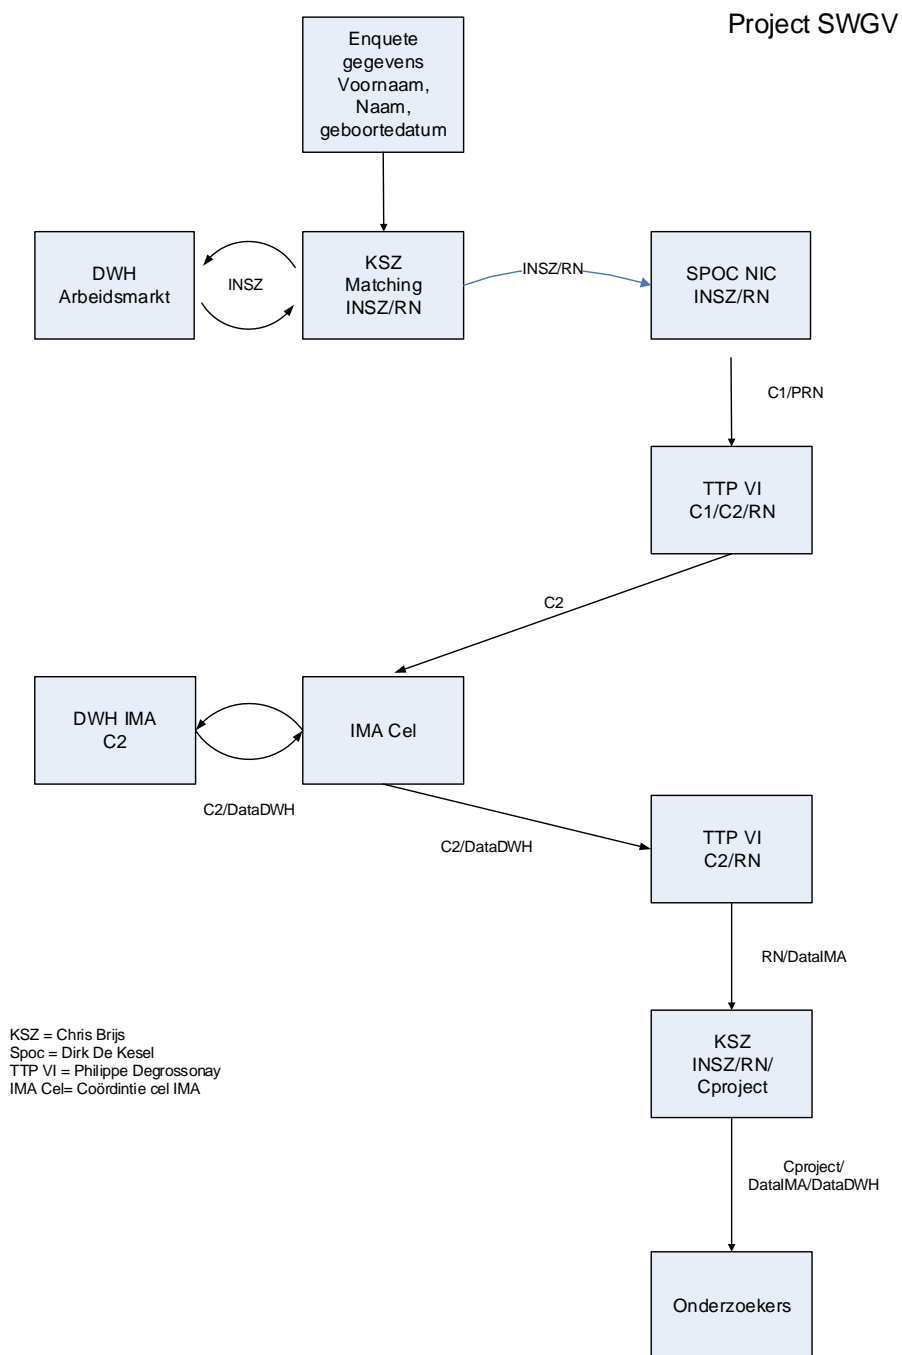 Project SWGV
Enquete
gegevens
Voornaam,
Naam,
geboortedatum
DWH
Arbeidsmarkt
INSZ
KSZ
Matching
INSZ/RN
INSZ/RN
SPOC NIC
INSZ/RN
C1/PRN
TTP VI
C1/C2/RN
C2
DWH IMA
C2
IMA Cel
C2/DataDWH
C2/DataDWH
TTP VI
C2/RN
RN/DataIMA
KSZ
INSZ/RN/
Cproject
KSZ = Chris Brijs
Spoc = Dirk De Kesel
TTP VI = Philippe Degrossonay
IMA Cel= Coördintie cel IMA
Cproject/
DataIMA/DataDWH
Onderzoekers